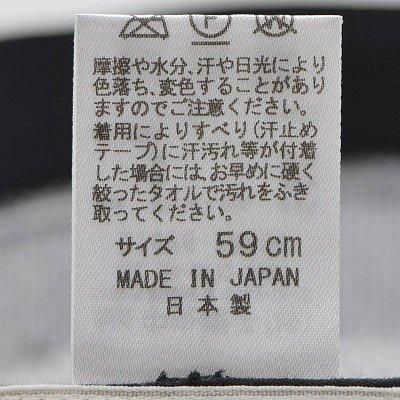 F
摩擦や水分、汗や日光により
色落ち、変色することがあり
ますのでご注意ください。
着用によりすべり(汗止め
テープ)に汗汚れ等が付着
した場合には、お早めに硬く
絞ったタオルで汚れをふき
取ってください。
サイズ 59cm
MADE IN JAPAN
日本製